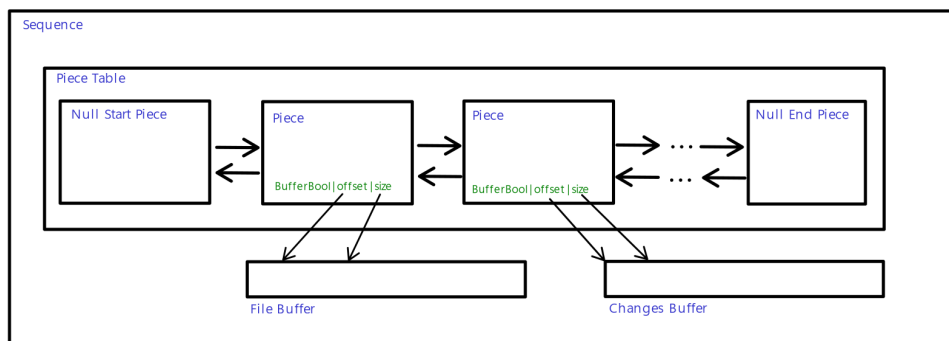 Sequence
Piece Table
Null Start Piece
Piece
Piece
Null End Piece
...
...
BufferBool|offset|size
BufferBool|offset|size
File Buffer
Changes Buffer